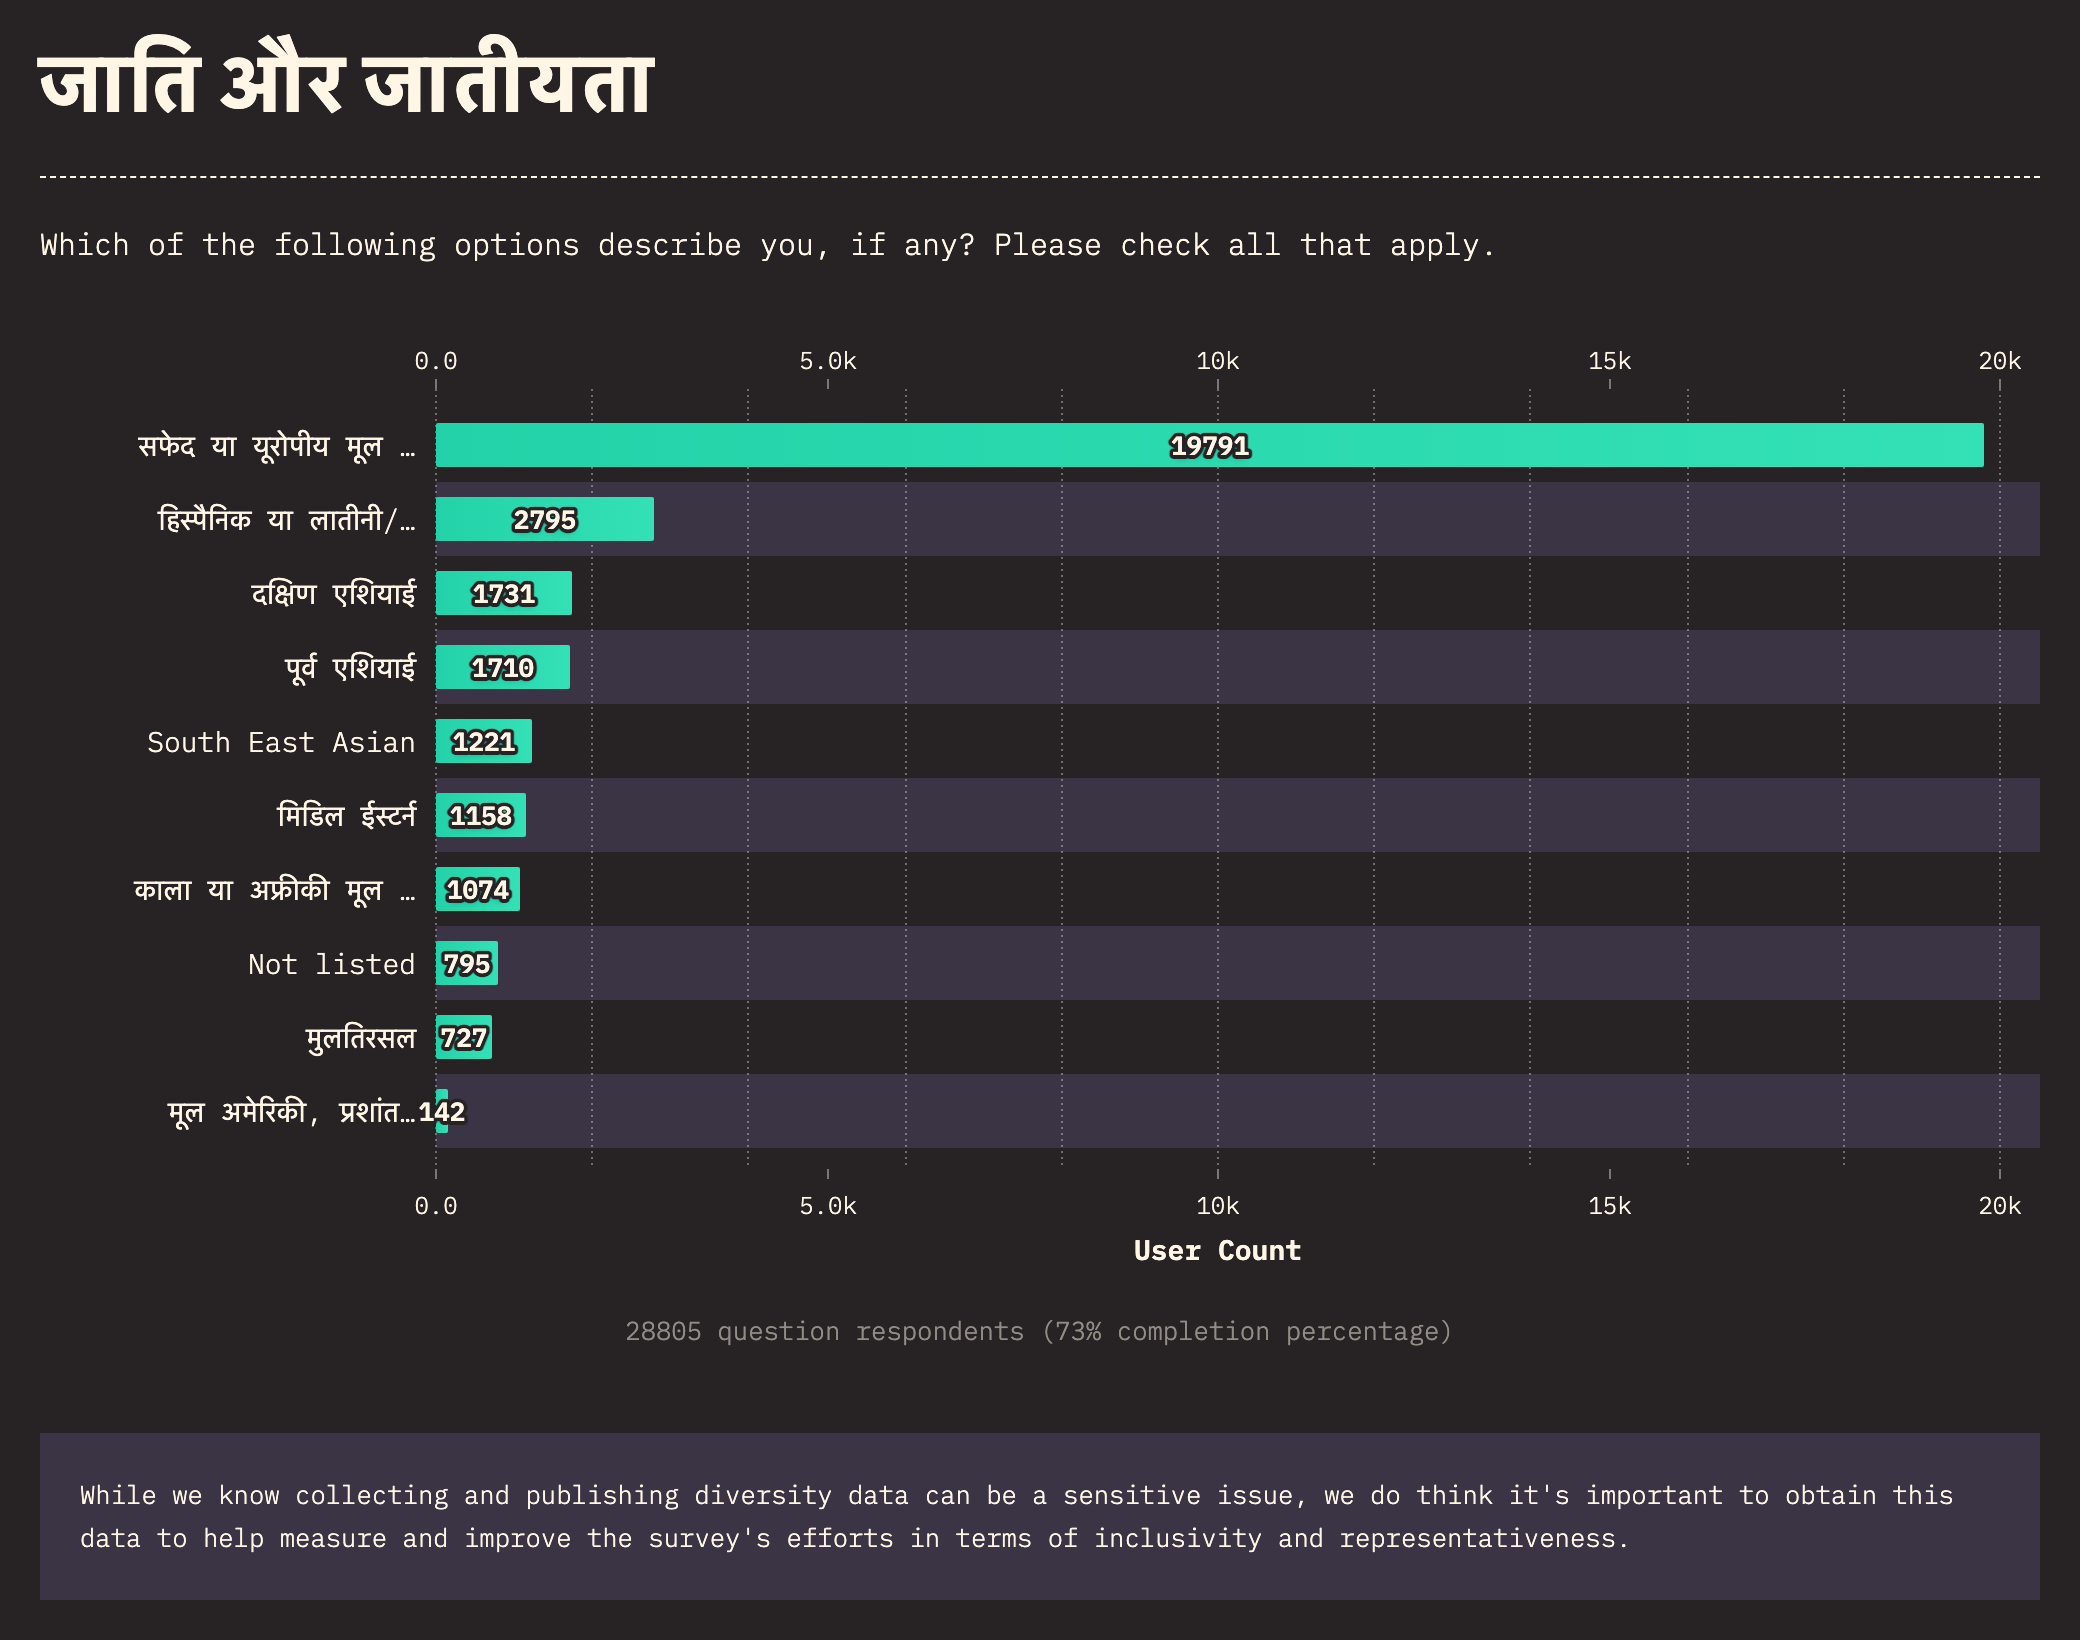 जाति और जातीयता
Which of the following options describe you, if any? Please check all that apply.
0.0 5.0k 10k 15k 20k
सफेद या यूरोपीय मूल … 19791
हिस्पैनिक या लातीनी/… 2795
दक्षिण एशियाई 1731
पूर्व एशियाई 1710
South East Asian 1221
मिडिल ईस्टर्न 1158
काला या अफ्रीकी मूल … 1074
Not listed 795
मुलतिरसल 727
मूल अमेरिकी, प्रशांत… 142
0.0 5.0k 10k 15k 20k
User Count
28805 question respondents (73% completion percentage)
While we know collecting and publishing diversity data can be a sensitive issue, we do think it's important to obtain this
data to help measure and improve the survey's efforts in terms of inclusivity and representativeness.